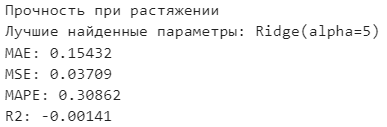 Прочность при растяжении
Лучшие найденные параметры: Ridge(alpha=5)
MAE: 0.15432
MSE: 0.03709
MAPE: 0.30862
R2: -0.00141